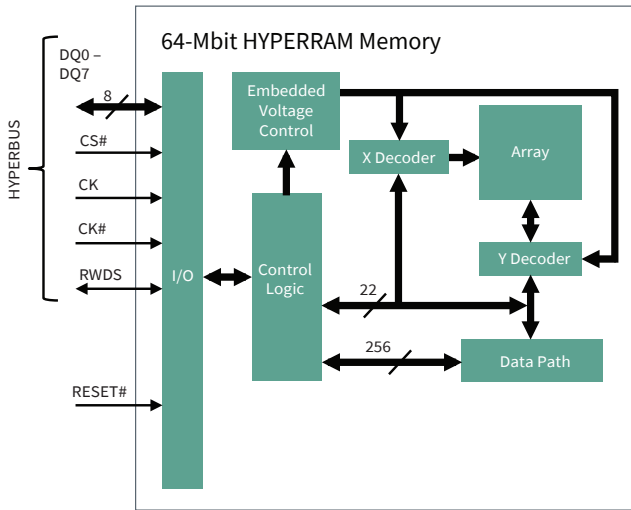 64-Mbit HYPERRAM Memory
HYPERBUS
DQ0 –
DQ7
8
CS#
CK
CK#
RWDS
RESET#
I/O
Embedded
Voltage
Control
Control
Logic
X Decoder
Array
Y Decoder
22
256
Data Path